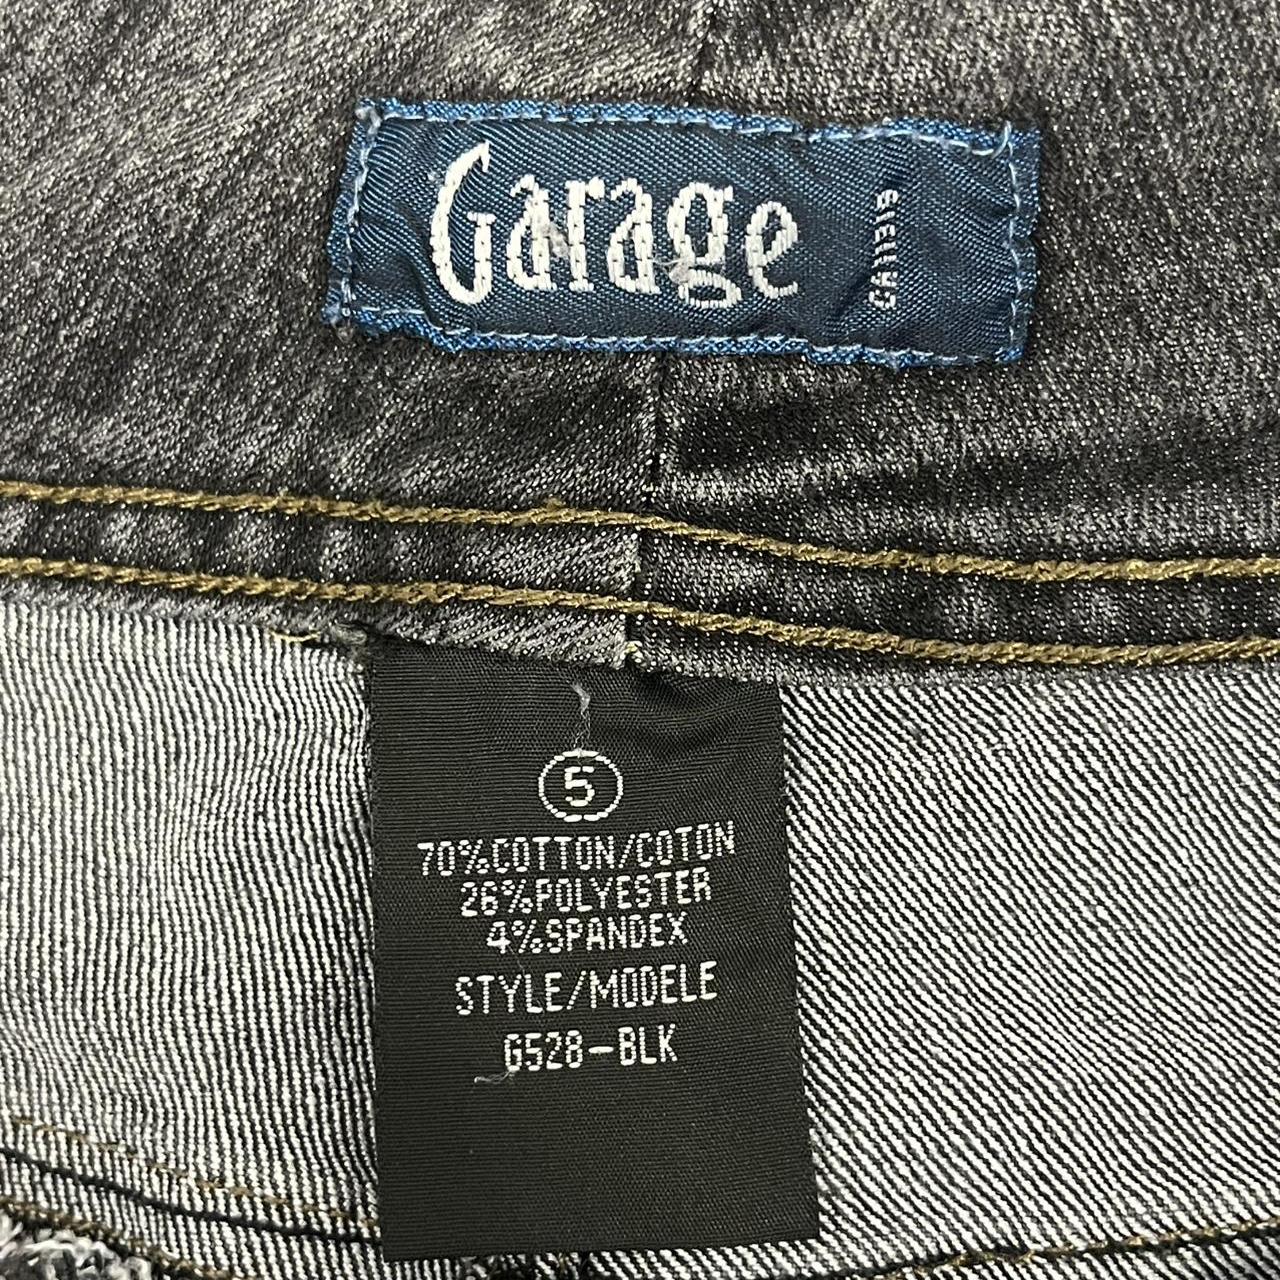 Garage
5
70%COTTON/COTON
26%POLYESTER
4%SPANDEX
STYLE/MODELE
G528-BLK